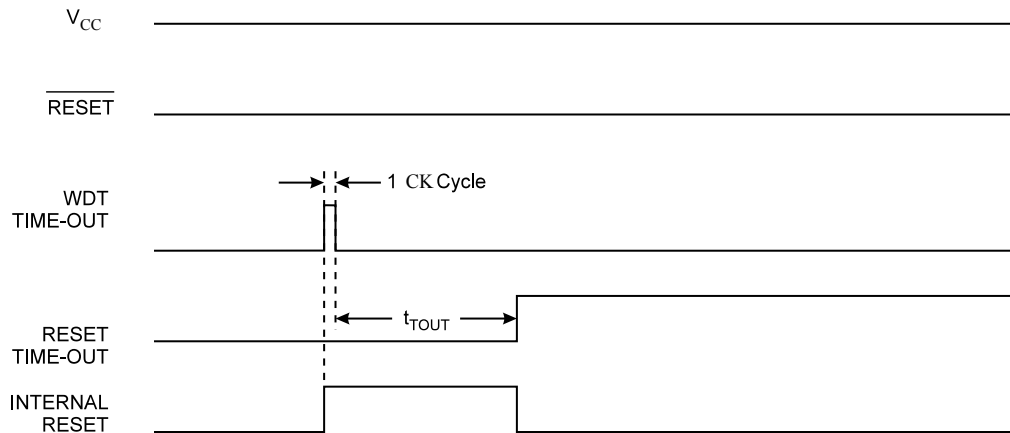 VCC
RESET
1 CK Cycle
WDT
TIME-OUT
tTOUT
RESET
TIME-OUT
INTERNAL
RESET